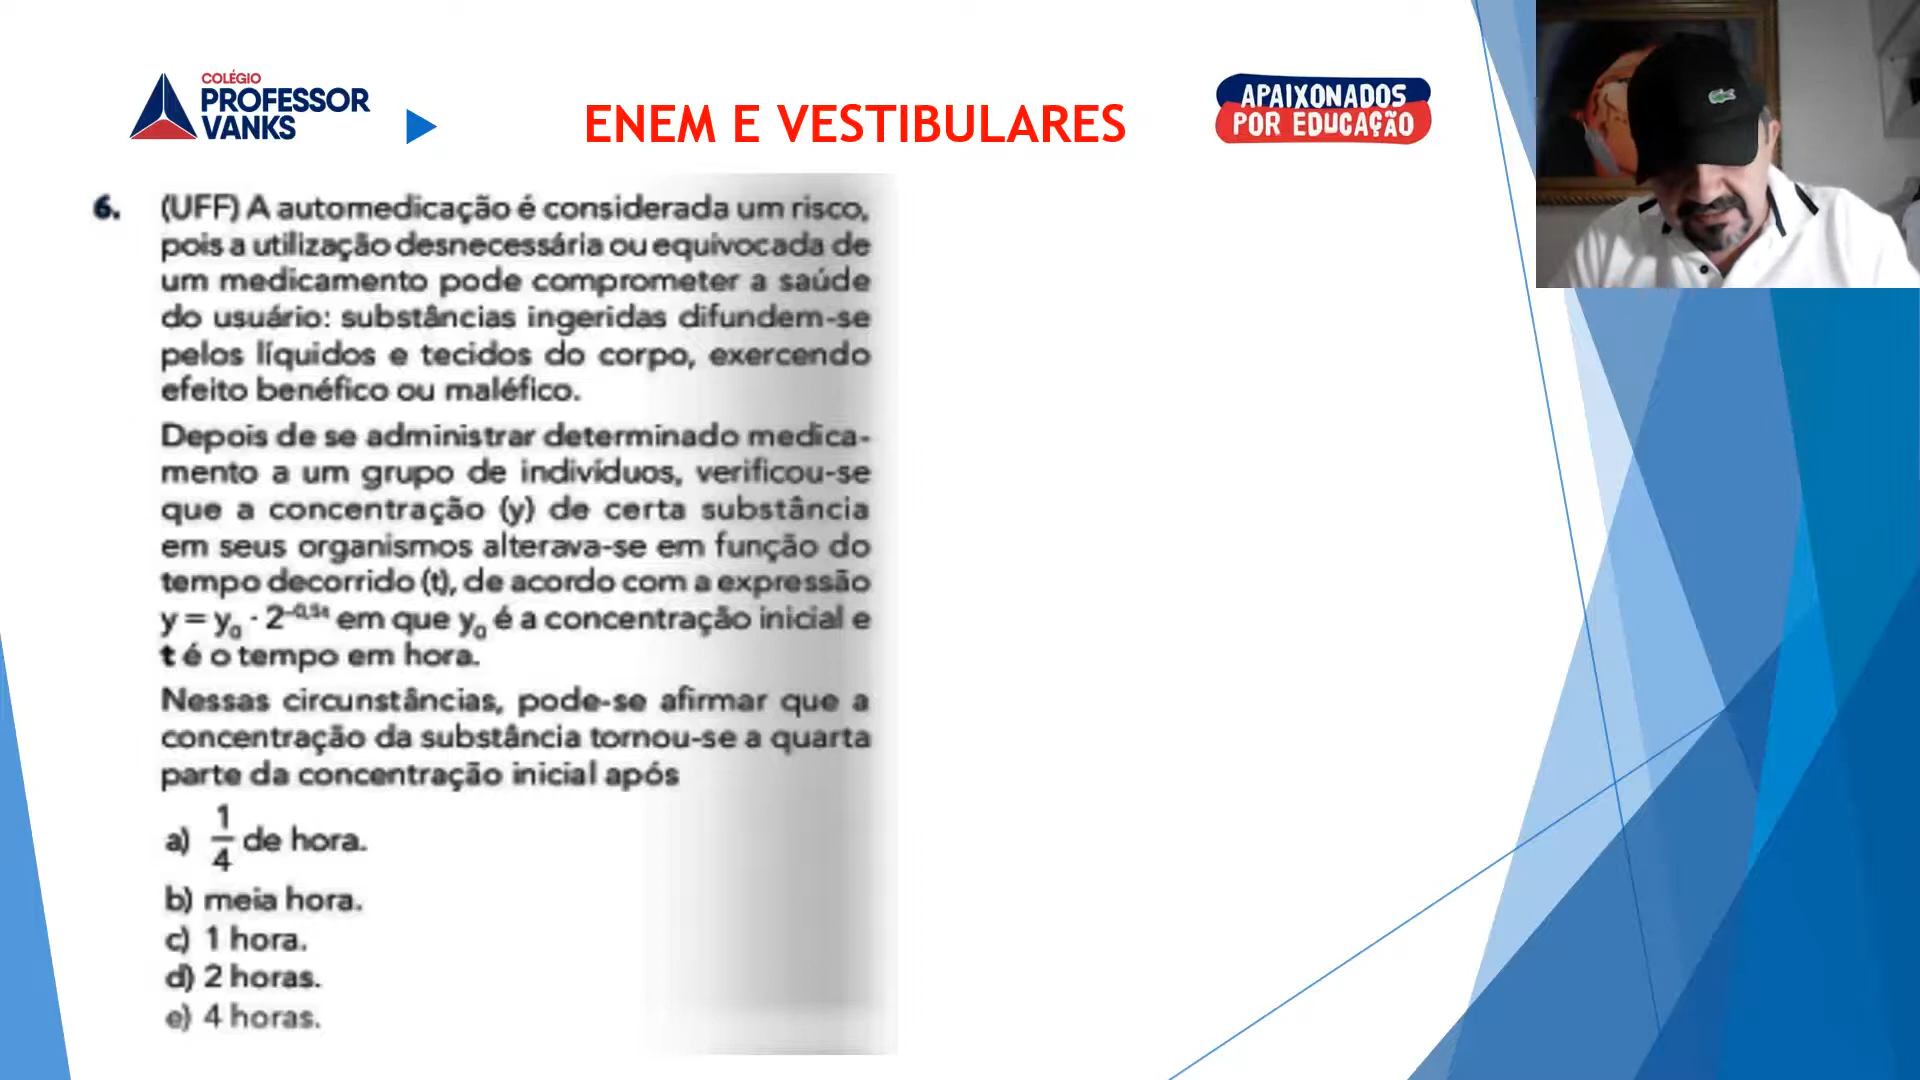 COLÉGIO
PROFESSOR
VANKS
ENEM E VESTIBULARES
APAIXONADOS
POR EDUCAÇÃO
6. (UFF) A automedicação é considerada um risco,
pois a utilização desnecessária ou equivocada de
um medicamento pode comprometer a saúde
do usuário: substâncias ingeridas difundem-se
pelos líquidos e tecidos do corpo, exercendo
efeito benéfico ou maléfico.
Depois de se administrar determinado medica-
mento a um grupo de indivíduos, verificou-se
que a concentração (y) de certa substância
em seus organismos alterava-se em função do
tempo decorrido (t), de acordo com a expressão
y = y₀ · 2^{-0,5t} em que y₀ é a concentração inicial e
t é o tempo em hora.
Nessas circunstâncias, pode-se afirmar que a
concentração da substância tornou-se a quarta
parte da concentração inicial após
a) 1/4 de hora.
b) meia hora.
c) 1 hora.
d) 2 horas.
e) 4 horas.